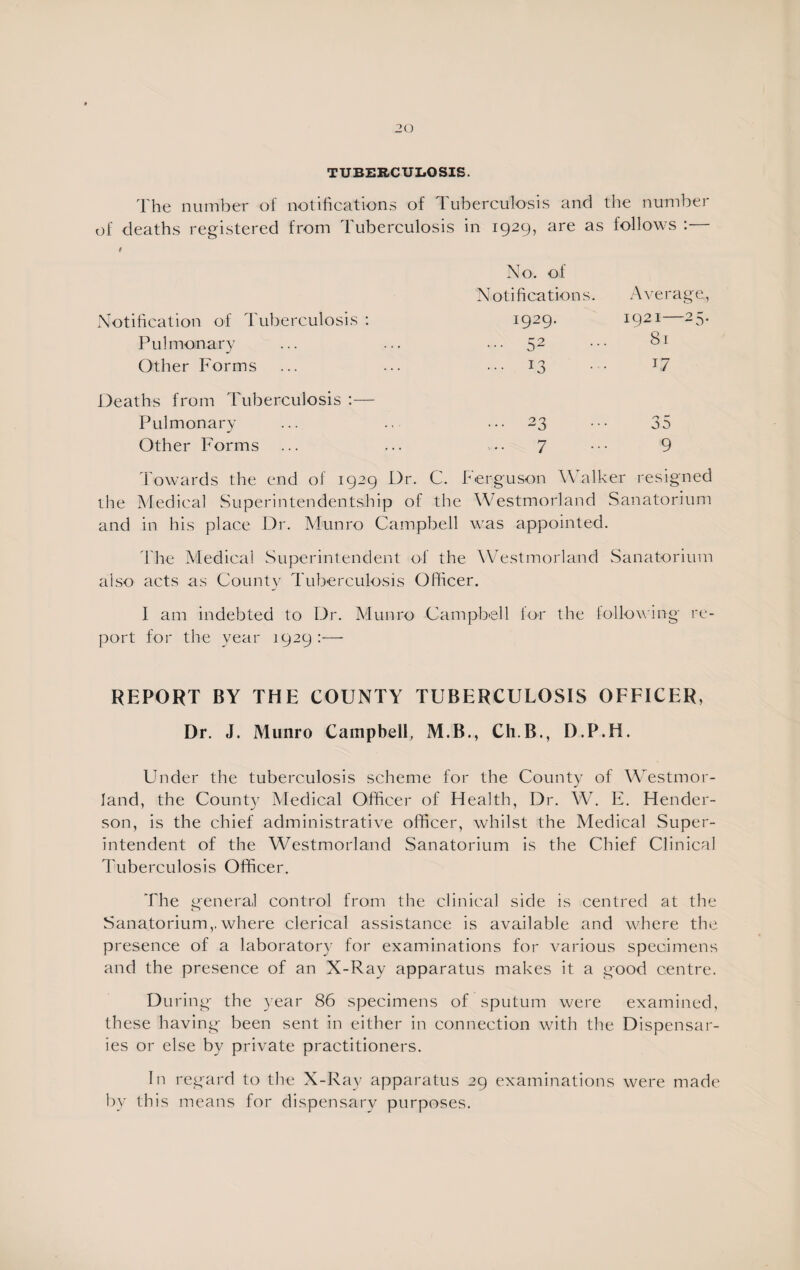 20
TUBERCULOSIS.
The number of notifications of Tuberculosis and the number
of deaths registered from Tuberculosis in 1929, are as follows :—
No. of
Notifications. Average,
Notification of Tuberculosis : 1929. 1921—25.
Pulmonary ... ... ... 52 ... 81
Other Forms ... ... ... 13 ... 17
Deaths from Tuberculosis :—
Pulmonary ... .. ... 23 ... 35
Other Forms ... ... ... 7 ... 9
Towards the end of 1929 Dr. C. Ferguson Walker resigned
the Medical Superintendentship of the Westmorland Sanatorium
and in his place Dr. Munro Campbell was appointed.
The Medical Superintendent of the Westmorland Sanatorium
also acts as County Tuberculosis Officer.
I am indebted to Dr. Munro Campbell for the following re-
port for the year 1929 :—
REPORT BY THE COUNTY TUBERCULOSIS OFFICER,
Dr. J. Munro Campbell, M.B., Ch.B., D.P.H.
Under the tuberculosis scheme for the County of Westmor-
land, the County Medical Officer of Health, Dr. W. E. Hender-
son, is the chief administrative officer, whilst the Medical Super-
intendent of the Westmorland Sanatorium is the Chief Clinical
Tuberculosis Officer.
The general control from the clinical side is centred at the
Sanatorium,. where clerical assistance is available and where the
presence of a laboratory for examinations for various specimens
and the presence of an X-Ray apparatus makes it a good centre.
During the year 86 specimens of sputum were examined,
these having been sent in either in connection with the Dispensar-
ies or else by private practitioners.
In regard to the X-Ray apparatus 29 examinations were made
by this means for dispensary purposes.